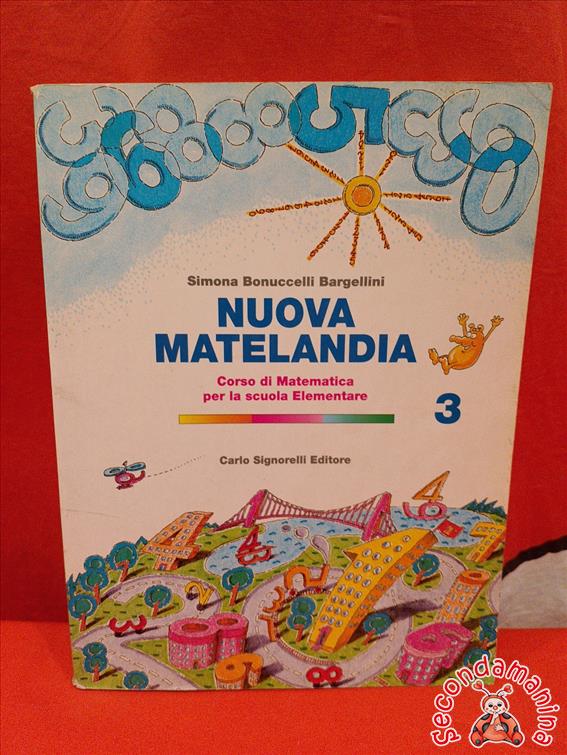 Simona Bonuccelli Bargellini
NUOVA
MATELANDIA
Corso di Matematica
per la scuola Elementare
3
Carlo Signorelli Editore
secondamanina